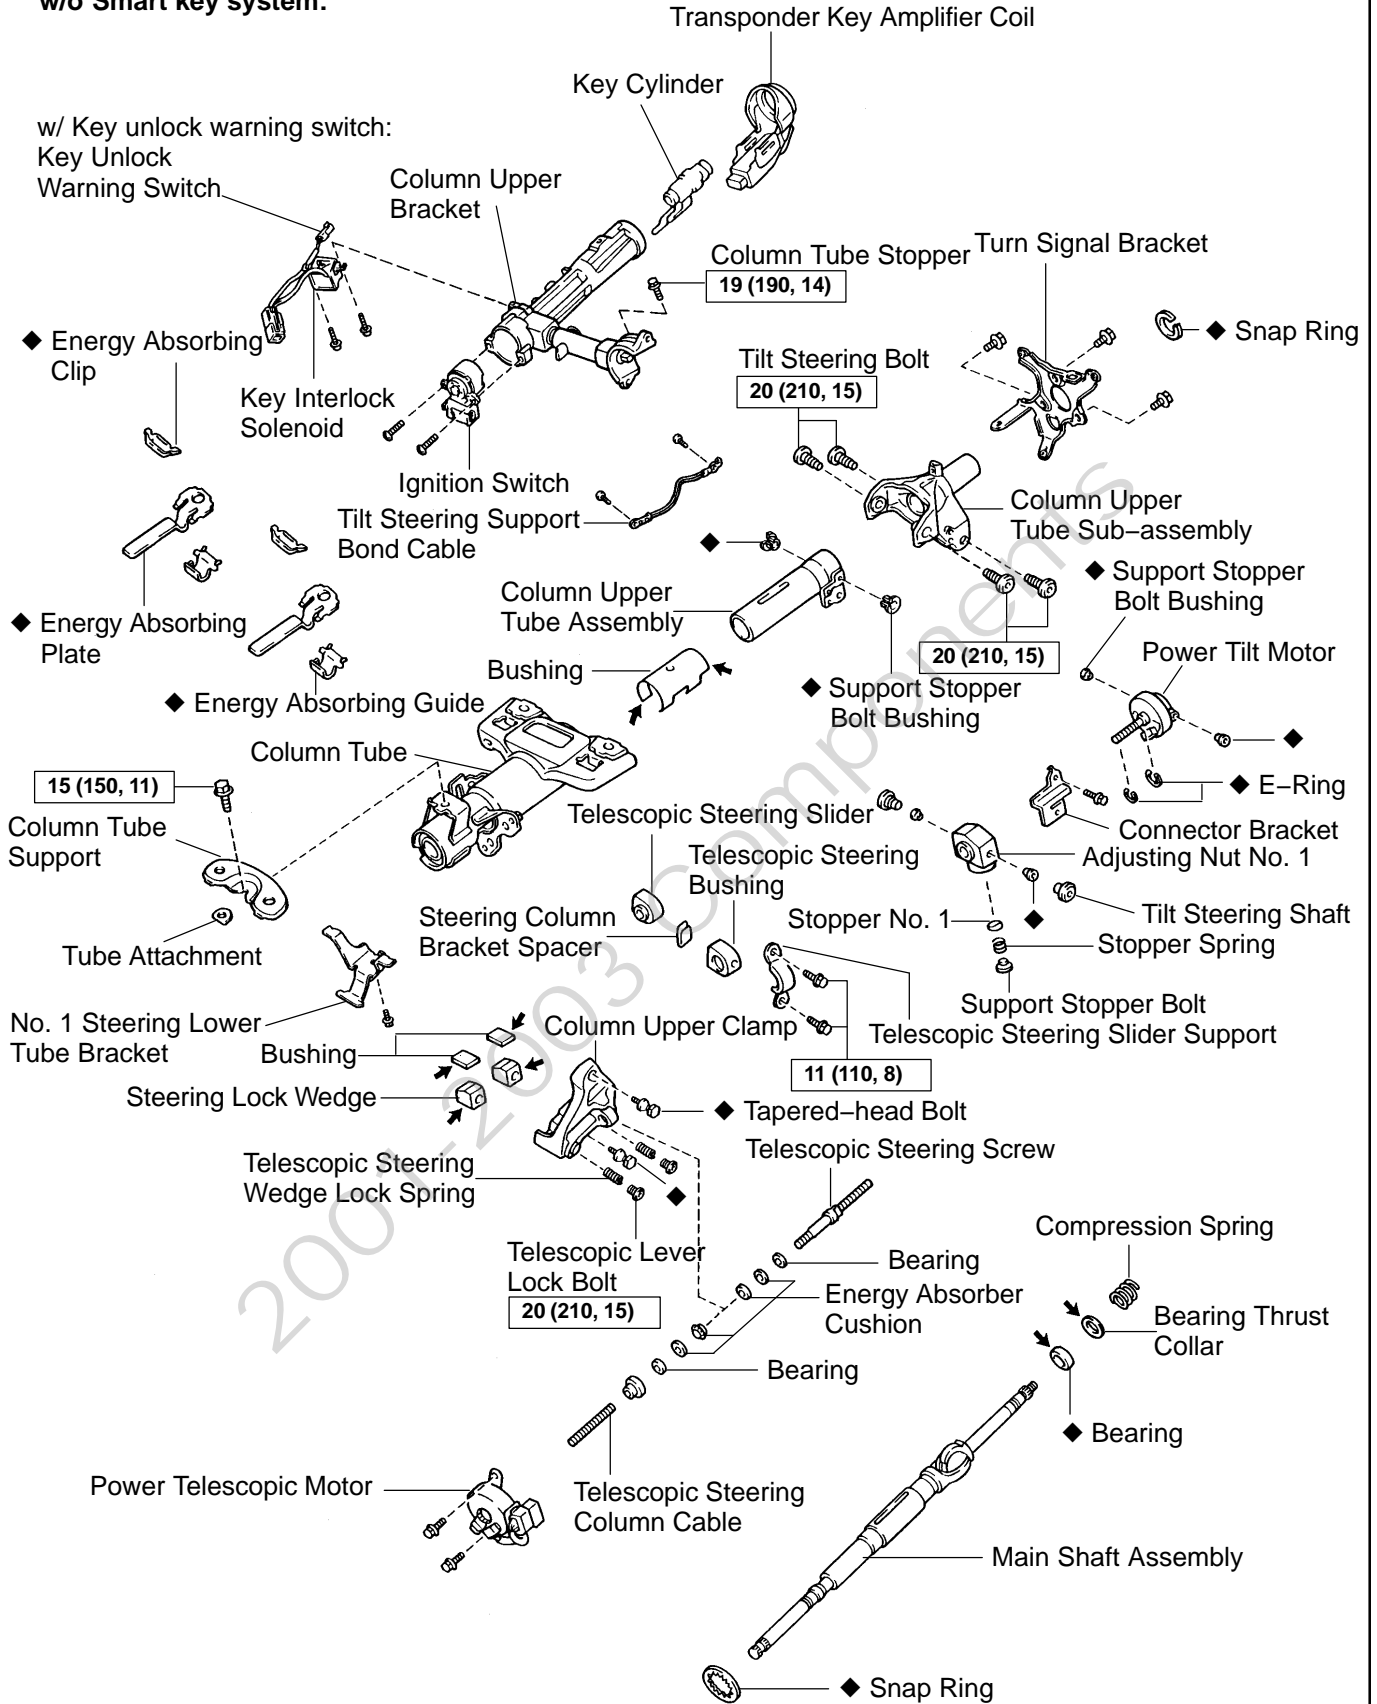 w/o Smart key system:
Transponder Key Amplifier Coil
Key Cylinder
w/ Key unlock warning switch:
Key Unlock
Warning Switch
Column Upper
Bracket
Column Tube Stopper
19 (190, 14)
Turn Signal Bracket
◆ Snap Ring
◆ Energy Absorbing
Clip
Key Interlock
Solenoid
Tilt Steering Bolt
20 (210, 15)
Ignition Switch
Tilt Steering Support
Bond Cable
Column Upper
Tube Sub-assembly
◆
◆ Support Stopper
Bolt Bushing
Column Upper
Tube Assembly
◆ Energy Absorbing
Plate
20 (210, 15)
Power Tilt Motor
Bushing
◆ Support Stopper
Bolt Bushing
◆ Energy Absorbing Guide
◆
Column Tube
15 (150, 11)
◆ E-Ring
Column Tube
Support
Telescopic Steering Slider
Connector Bracket
Adjusting Nut No. 1
Telescopic Steering
Bushing
◆
Steering Column
Bracket Spacer
Stopper No. 1
Tilt Steering Shaft
Stopper Spring
Tube Attachment
Support Stopper Bolt
No. 1 Steering Lower
Tube Bracket
Column Upper Clamp
Telescopic Steering Slider Support
Bushing
11 (110, 8)
Steering Lock Wedge
◆ Tapered-head Bolt
Telescopic Steering
Wedge Lock Spring
◆
Telescopic Steering Screw
Telescopic Lever
Lock Bolt
20 (210, 15)
Bearing
Compression Spring
Energy Absorber
Cushion
Bearing Thrust
Collar
Bearing
◆ Bearing
Power Telescopic Motor
Telescopic Steering
Column Cable
Main Shaft Assembly
◆ Snap Ring
2001-2003 Components